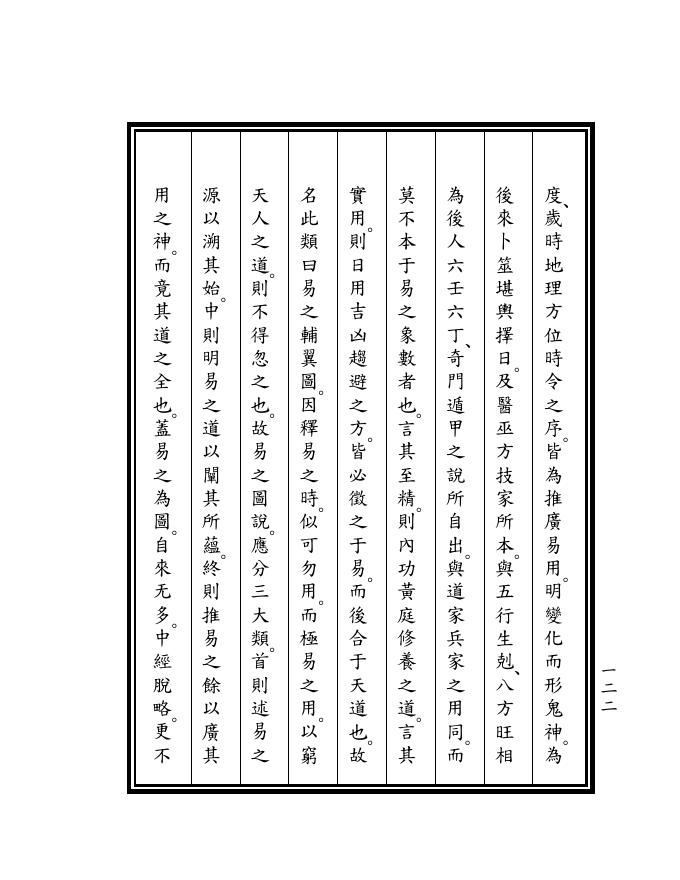 度、歲時地理方位時令之序。皆為推廣易用。明變化而形鬼神。為
後來卜筮堪輿擇日。及醫巫方技家所本。與五行生剋、八方旺相
為後人六壬六丁、奇門遁甲之說所自出。與道家兵家之用同。而
莫不本于易之象數者也。言其至精。則內功黃庭修養之道。言其
實用。則日用吉凶趨避之方。皆必徵之于易。而後合于天道也。故
名此類曰易之輔翼圖。因釋易之時。似可勿用。而極易之用。以窮
天人之道。則不得忽之也。故易之圖說。應分三大類。首則述易之
源以溯其始。中則明易之道以闡其所蘊。終則推易之餘以廣其
用之神。而竟其道之全也。蓋易之為圖。自來无多。中經脫略。更不
一二二